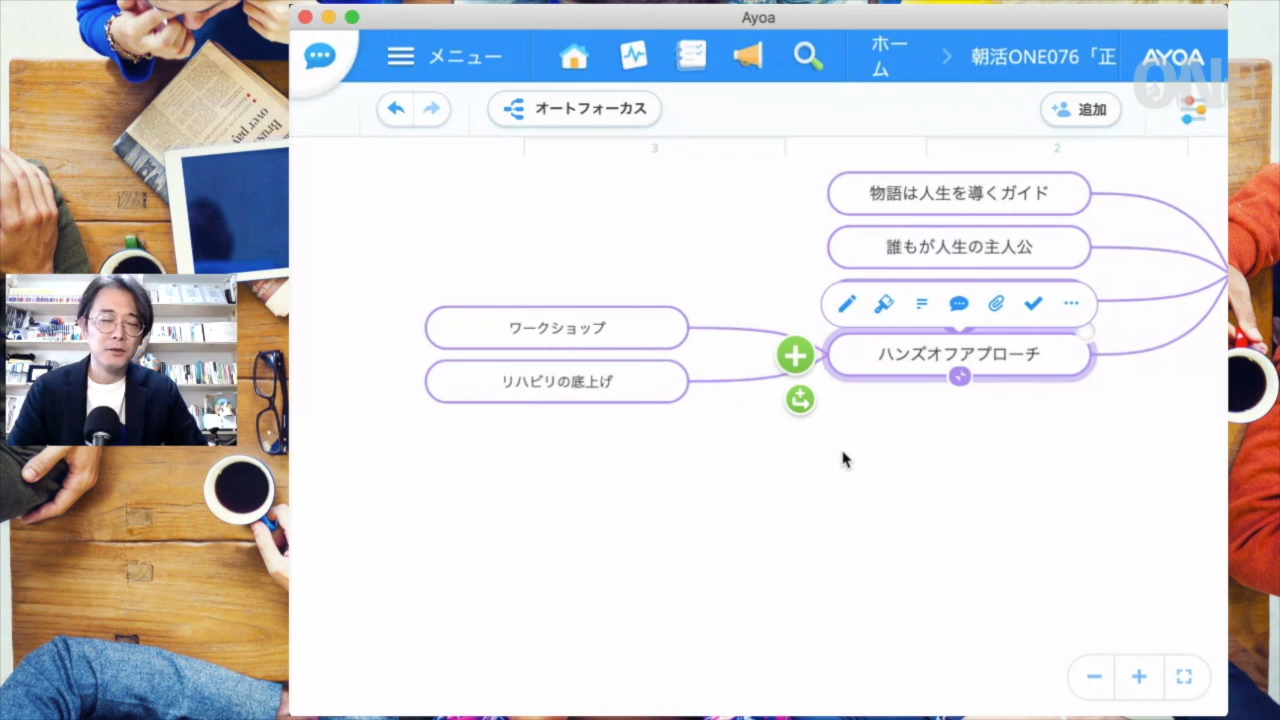 Ayoa
メニュー
ホーム
朝活ONE076「正
AYOA
ONE
オートフォーカス
追加
3
2
物語は人生を導くガイド
誰もが人生の主人公
ワークショップ
ハンズオフアプローチ
リハビリの底上げ